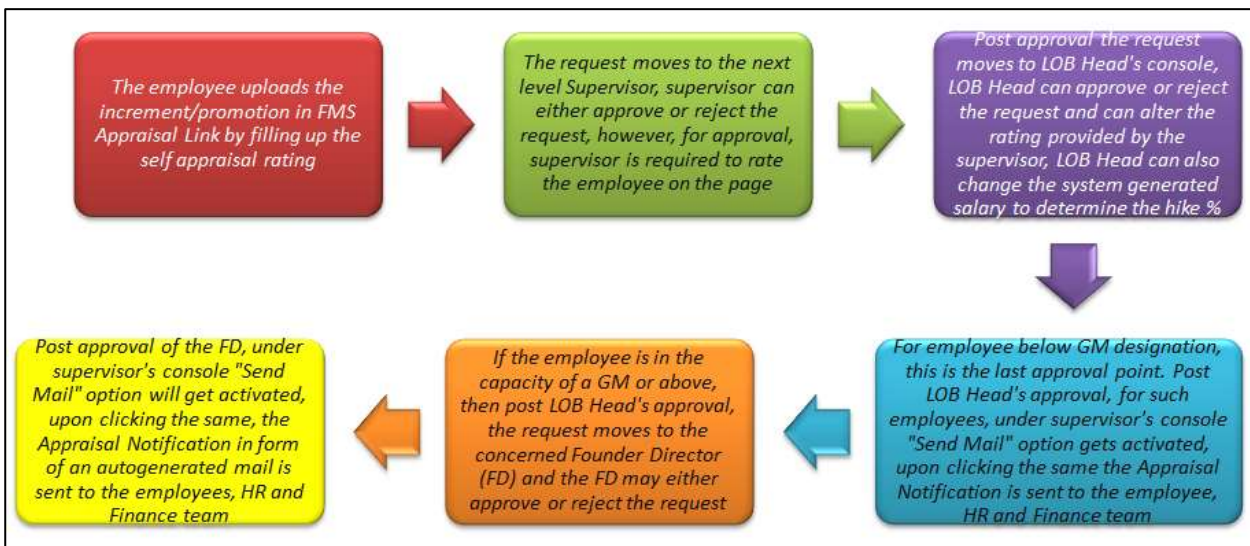 The employee uploads the
increment/promotion in FMS
Appraisal Link by filling up the
self appraisal rating
The request moves to the next
level Supervisor, supervisor can
either approve or reject the
request, however, for approval,
supervisor is required to rate
the employee on the page
Post approval the request
moves to LOB Head's console,
LOB Head can approve or reject
the request and can alter the
rating provided by the
supervisor, LOB Head can also
change the system generated
salary to determine the hike %
For employee below GM designation,
this is the last approval point. Post
LOB Head's approval, for such
employees, under supervisor's console
"Send Mail" option gets activated,
upon clicking the same the Appraisal
Notification is sent to the employee,
HR and Finance team
If the employee is in the
capacity of a GM or above,
then post LOB Head's approval,
the request moves to the
concerned Founder Director
(FD) and the FD may either
approve or reject the request
Post approval of the FD, under
supervisor's console "Send
Mail" option will get activated,
upon clicking the same, the
Appraisal Notification in form
of an autogenerated mail is
sent to the employees, HR and
Finance team